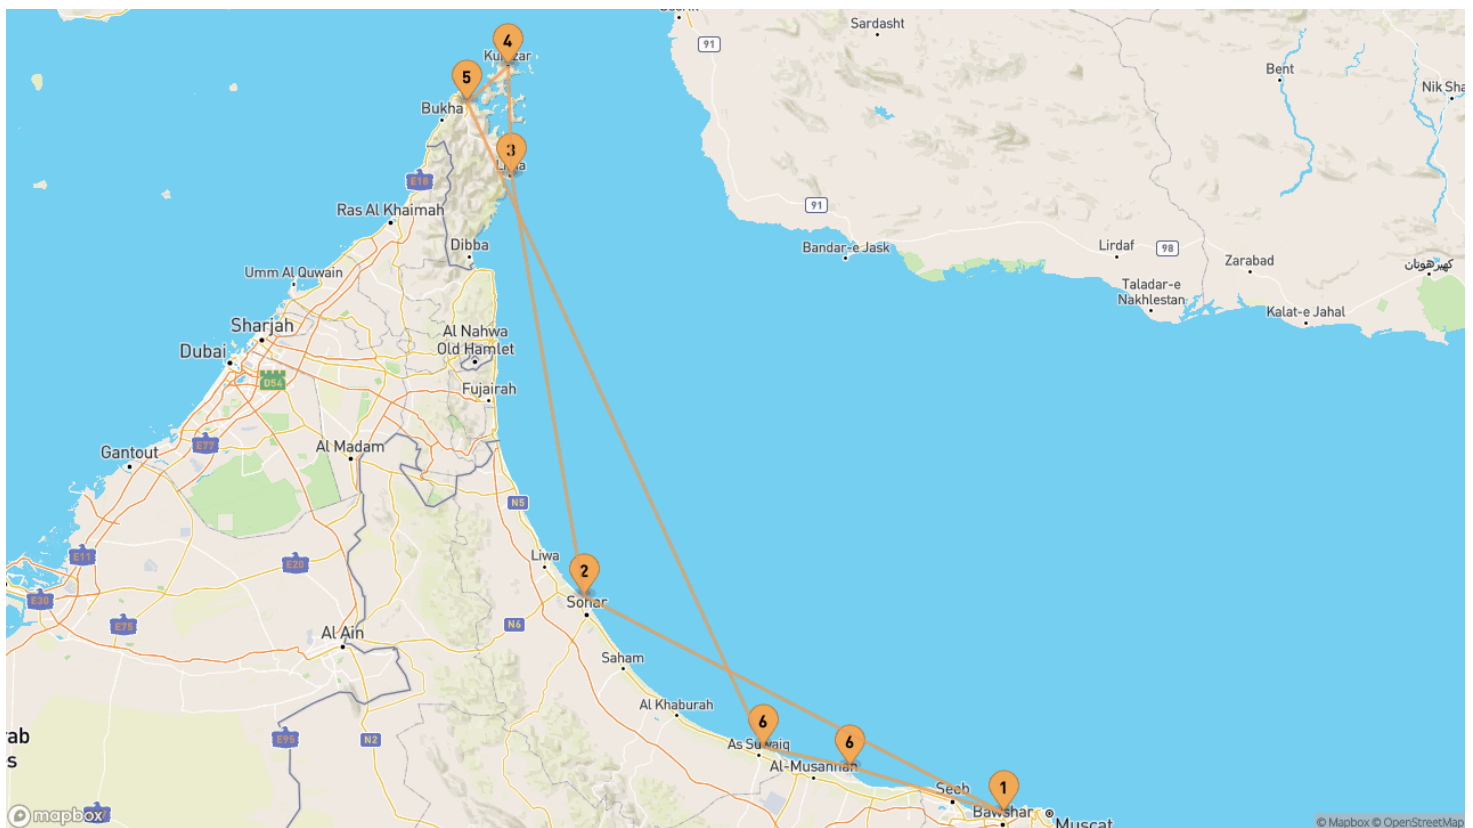 91
Sardasht
Bent
Nik Sha
4
5
Bukha
3
E18
Ras Al Khaimah
91
Dibba
Bandar-e Jask
Lirdaf
98
Zarabad
كهيرهوتان
Umm Al Quwain
Taladar-e
Nakhlestan
Kalat-e Jahal
Sharjah
Al Nahwa
Old Hamlet
Dubai
D54
Fujairah
E77
Al Madam
Gantout
N5
E11
E20
Liwa
2
E30
Sohar
E75
N6
Al Ain
Saham
Al Khaburah
6
6
rab
s
E95
N2
As Suwaiq
Al-Musannah
1
Seeb
Bawshar
Muscat
mapbox
© Mapbox © OpenStreetMap